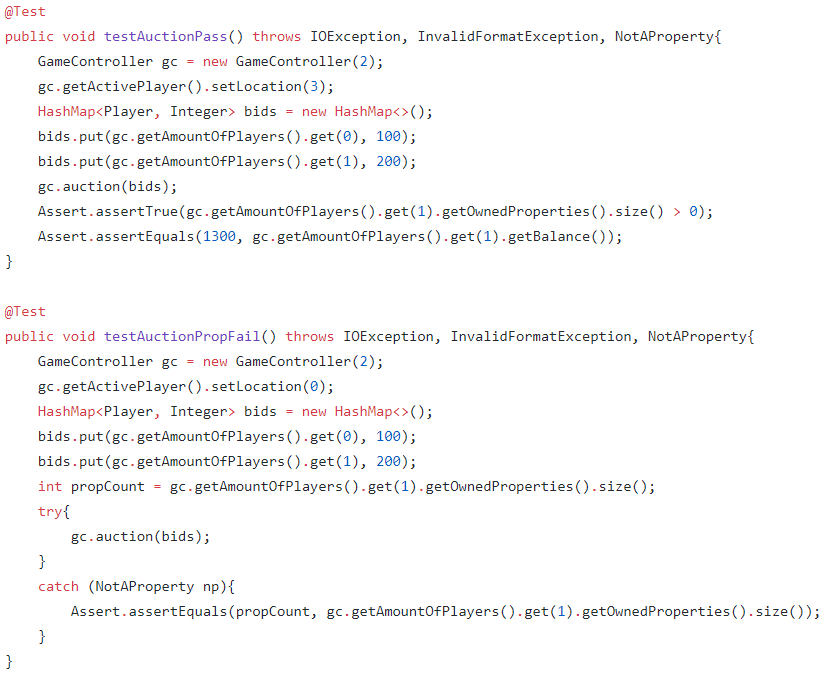 @Test
public void testAuctionPass() throws IOException, InvalidFormatException, NotAProperty{
    GameController gc = new GameController(2);
    gc.getActivePlayer().setLocation(3);
    HashMap<Player, Integer> bids = new HashMap<>();
    bids.put(gc.getAmountOfPlayers().get(0), 100);
    bids.put(gc.getAmountOfPlayers().get(1), 200);
    gc.auction(bids);
    Assert.assertTrue(gc.getAmountOfPlayers().get(1).getOwnedProperties().size() > 0);
    Assert.assertEquals(1300, gc.getAmountOfPlayers().get(1).getBalance());
}

@Test
public void testAuctionPropFail() throws IOException, InvalidFormatException, NotAProperty{
    GameController gc = new GameController(2);
    gc.getActivePlayer().setLocation(0);
    HashMap<Player, Integer> bids = new HashMap<>();
    bids.put(gc.getAmountOfPlayers().get(0), 100);
    bids.put(gc.getAmountOfPlayers().get(1), 200);
    int propCount = gc.getAmountOfPlayers().get(1).getOwnedProperties().size();
    try{
        gc.auction(bids);
    }
    catch (NotAProperty np){
        Assert.assertEquals(propCount, gc.getAmountOfPlayers().get(1).getOwnedProperties().size());
    }
}